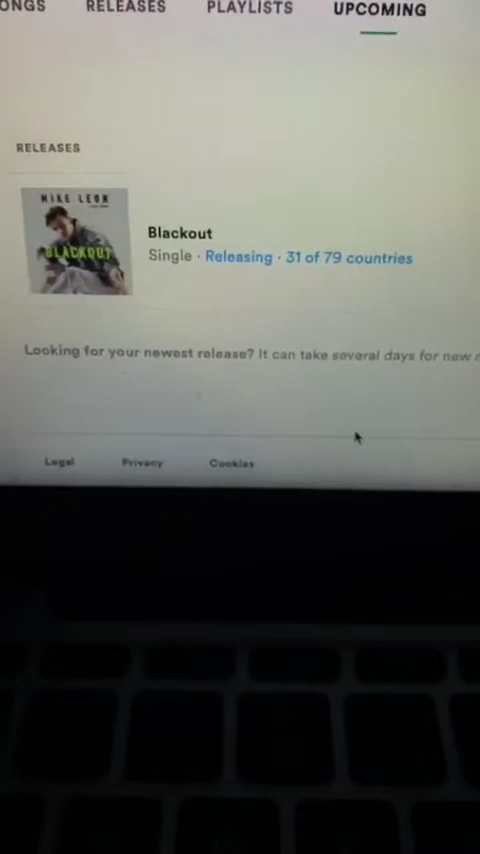 ONGS RELEASES PLAYLISTS UPCOMING
RELEASES
MIKE LEON
BLACKOUT
Blackout
Single · Releasing · 31 of 79 countries
Looking for your newest release? It can take several days for new
Legal Privacy Cookies